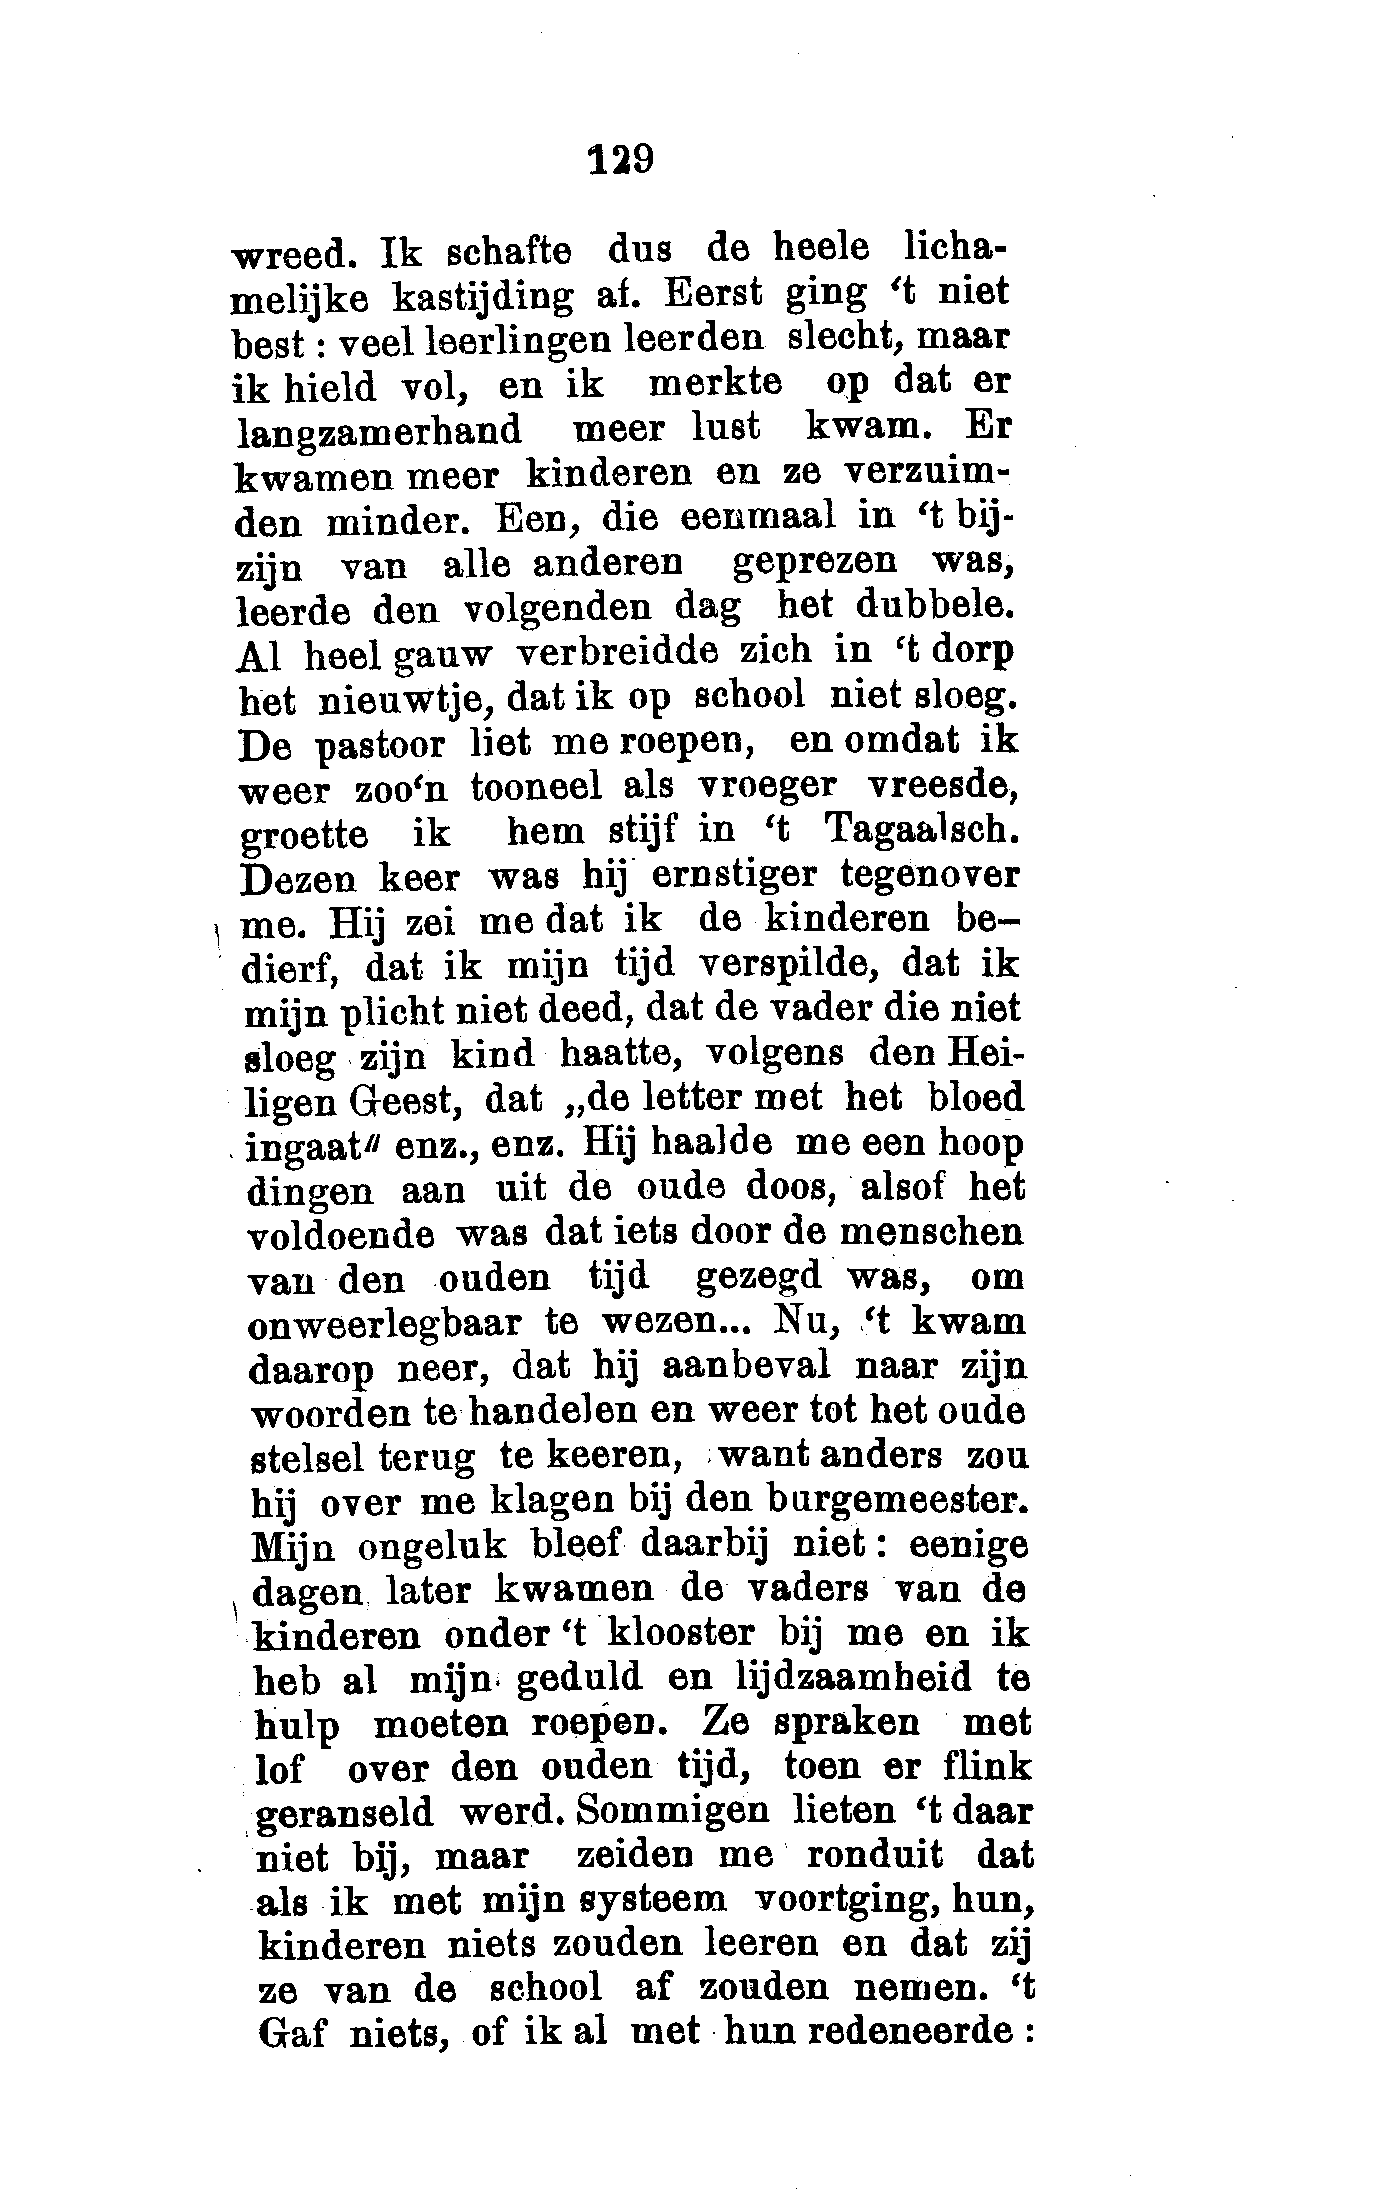 129
wreed. Ik schafte dus de heele licha-
melijke kastijding af. Eerst ging ‘t niet
best : veel leerlingen leerden slecht, maar
ik hield vol, en ik merkte op dat er
langzamerhand meer lust kwam. Er
kwamen meer kinderen en ze verzuim-
den minder. Een, die eenmaal in ‘t bij-
zijn van alle anderen geprezen was,
leerde den volgenden dag het dubbele.
Al heel gauw verbreidde zich in ‘t dorp
het nieuwtje, dat ik op school niet sloeg.
De pastoor liet me roepen, en omdat ik
weer zoo‘n tooneel als vroeger vreesde,
groette ik hem stijf in ‘t Tagaalsch.
Dezen keer was hij ernstiger tegenover
me. Hij zei me dat ik de kinderen be-
dierf, dat ik mijn tijd verspilde, dat ik
mijn plicht niet deed, dat de vader die niet
sloeg zijn kind haatte, volgens den Hei-
ligen Geest, dat „de letter met het bloed
ingaat" enz., enz. Hij haalde me een hoop
dingen aan uit de oude doos, alsof het
voldoende was dat iets door de menschen
van den ouden tijd gezegd was, om
onweerlegbaar te wezen... Nu, ‘t kwam
daarop neer, dat hij aanbeval naar zijn
woorden te handelen en weer tot het oude
stelsel terug te keeren, want anders zou
hij over me klagen bij den burgemeester.
Mijn ongeluk bleef daarbij niet : eenige
dagen later kwamen de vaders van de
kinderen onder ‘t klooster bij me en ik
heb al mijn geduld en lijdzaamheid te
hulp moeten roepen. Ze spraken met
lof over den ouden tijd, toen er flink
geranseld werd. Sommigen lieten ‘t daar
niet bij, maar zeiden me ronduit dat
als ik met mijn systeem voortging, hun,
kinderen niets zouden leeren en dat zij
ze van de school af zouden nemen. ‘t
Gaf niets, of ik al met hun redeneerde :